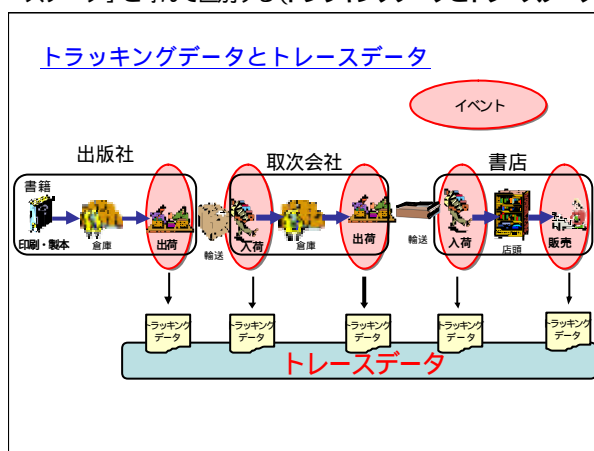 トラッキングデータとトレースデータ
イベント
出版社
取次会社
書店
書籍
印刷・製本
倉庫
出荷
輸送
入荷
倉庫
出荷
輸送
入荷
店頭
販売
トラッキング
データ
トラッキング
データ
トラッキング
データ
トラッキング
データ
トラッキング
データ
トレースデータ